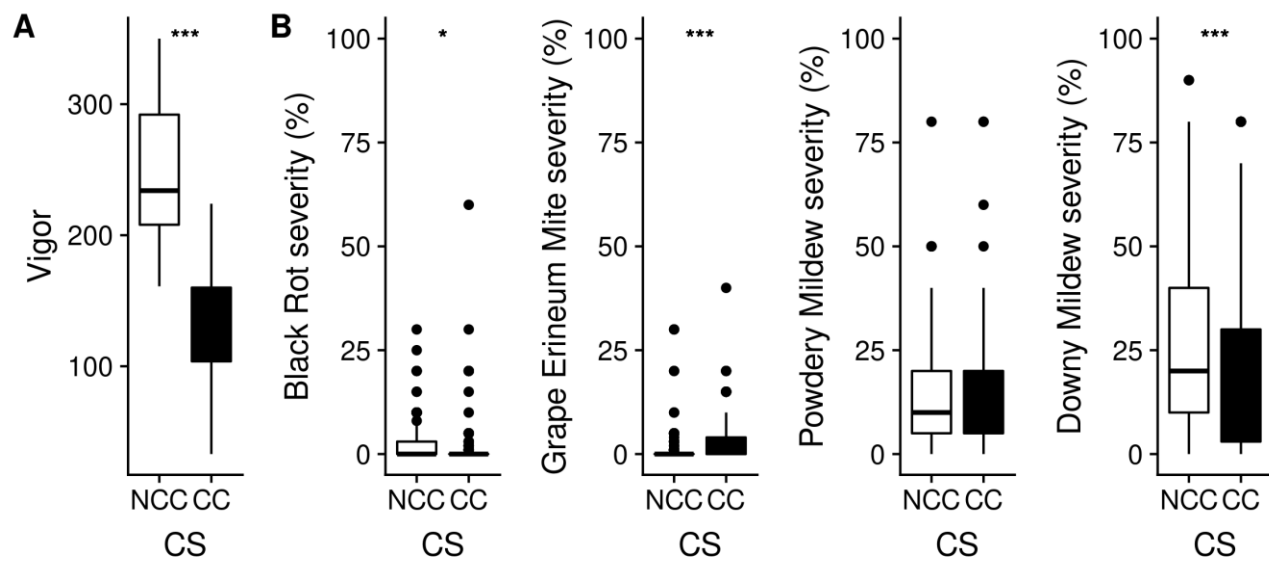 A
***
Vigor
300
200
100
NCC CC
CS
B
*
Black Rot severity (%)
100
75
50
25
0
NCC CC
CS
***
Grape Erineum Mite severity (%)
100
75
50
25
0
NCC CC
CS
Powdery Mildew severity (%)
100
75
50
25
0
NCC CC
CS
***
Downy Mildew severity (%)
100
75
50
25
0
NCC CC
CS